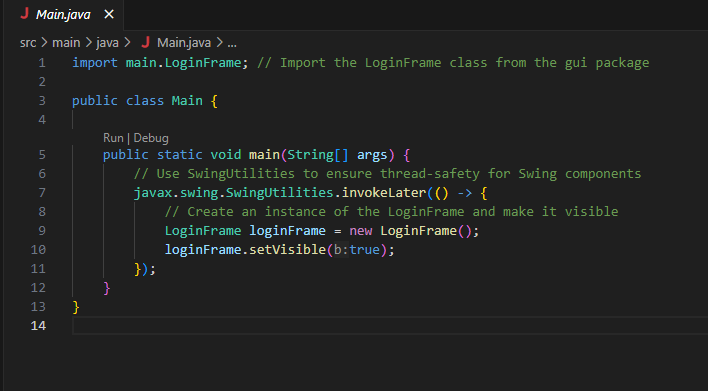 J Main.java ×
src > main > java > J Main.java > ...
1 import main.LoginFrame; // Import the LoginFrame class from the gui package
2
3 public class Main {
4
Run | Debug
5 public static void main(String[] args) {
6 // Use SwingUtilities to ensure thread-safety for Swing components
7 javax.swing.SwingUtilities.invokeLater(() -> {
8 // Create an instance of the LoginFrame and make it visible
9 LoginFrame loginFrame = new LoginFrame();
10 loginFrame.setVisible(b:true);
11 });
12 }
13 }
14